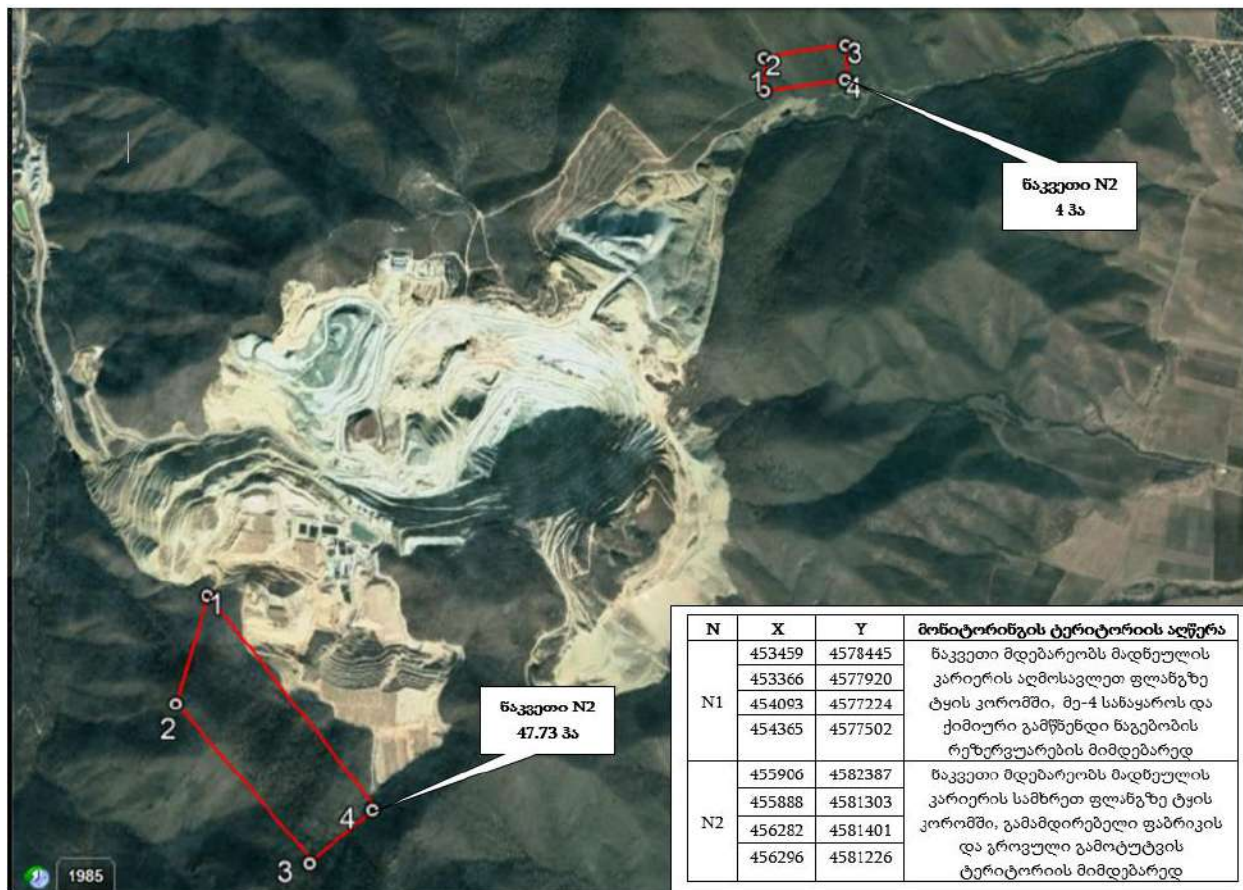 2
3
1
4
ნაკვეთი N2
4 ჰა
1
2
ნაკვეთი N2
47.73 ჰა
4
3
1985
N X Y მონიტორინგის ტერიტორიის აღწერა
N1
453459 4578445
453366 4577920
454093 4577224
454365 4577502
ნაკვეთი მდებარეობს მადნეულის
კარიერის აღმოსავლეთ ფლანგზე
ტყის კორომში, მე-4 სანაყაროს და
ქიმიური გამწნენდი ნაგებობის
რეზერვუარების მიმდებარედ
N2
455906 4582387
455888 4581303
456282 4581401
456296 4581226
ნაკვეთი მდებარეობს მადნეულის
კარიერის სამხრეთ ფლანგზე ტყის
კორომში, გამამდირებელი ფაბრიკის
და გროვული გამოტუტვის
ტერიტორიის მიმდებარედ